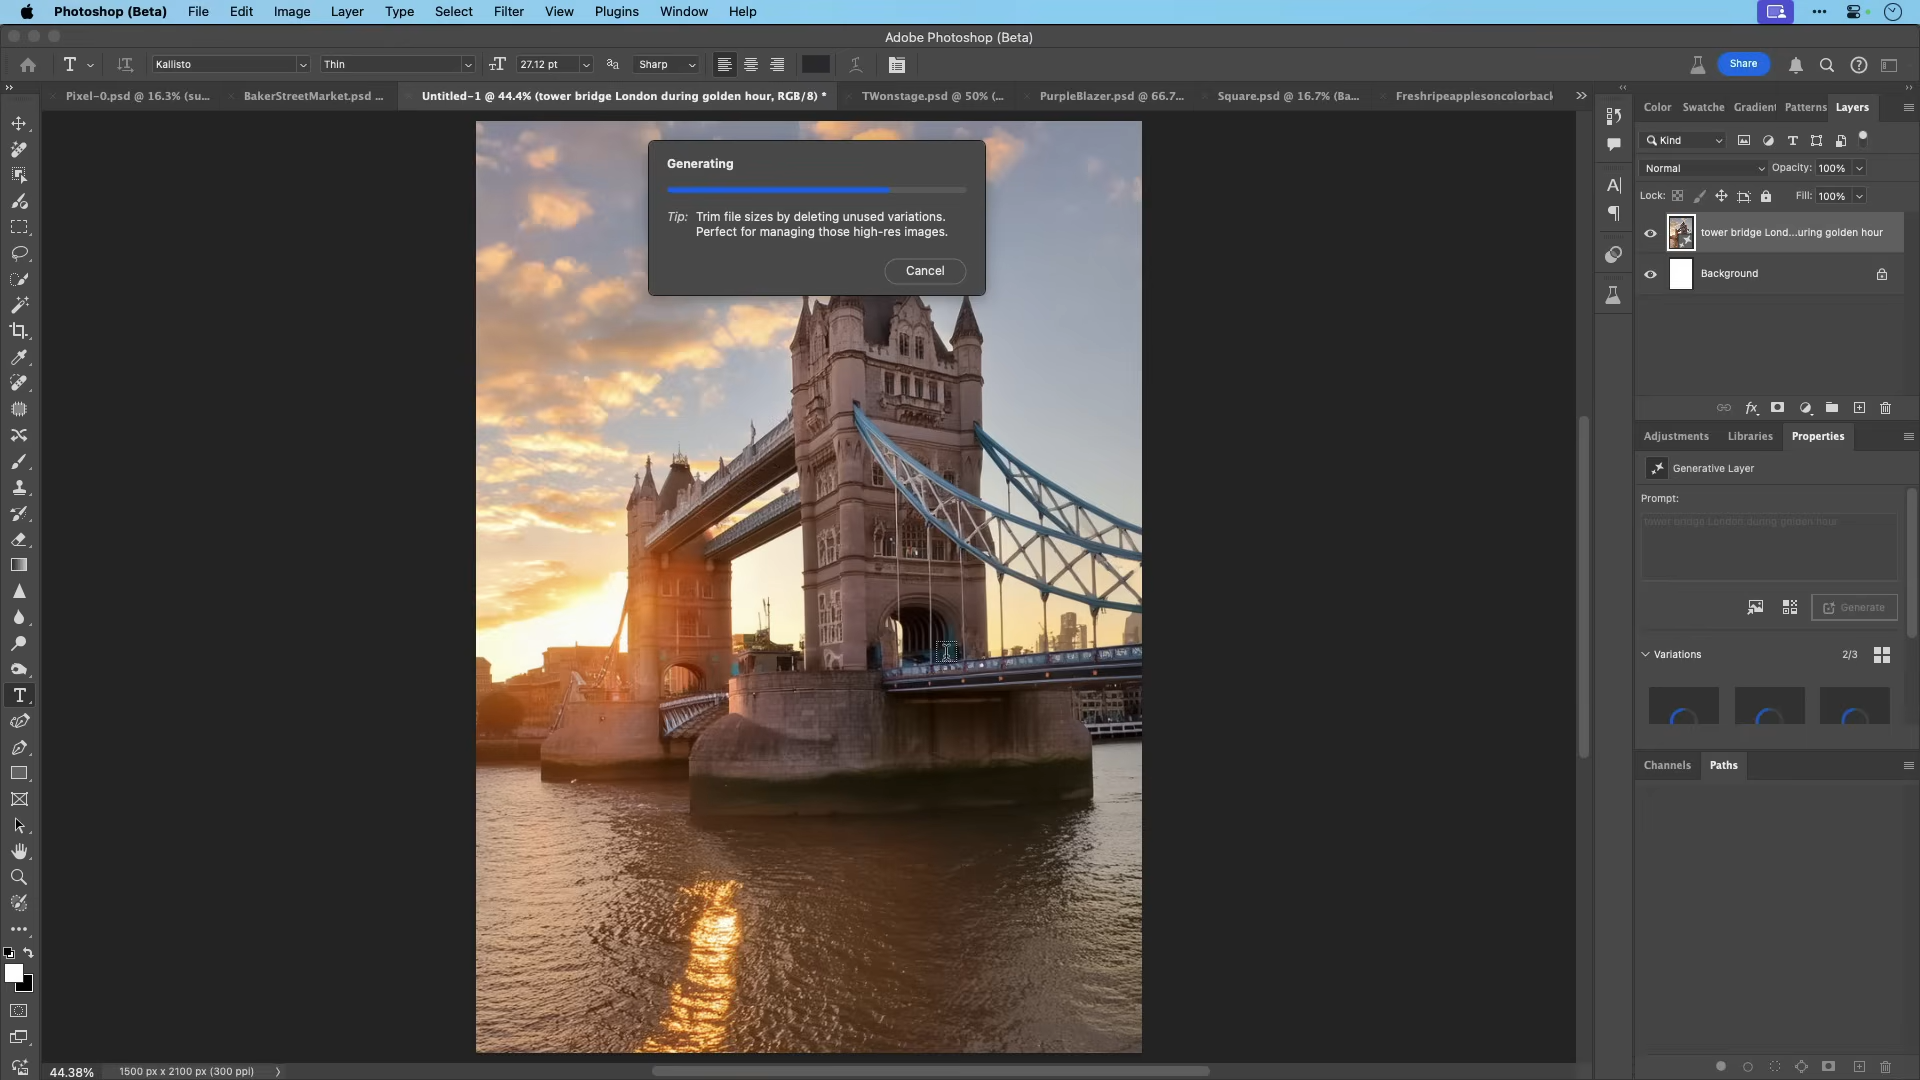 Photoshop (Beta) File Edit Image Layer Type Select Filter View Plugins Window Help
Adobe Photoshop (Beta)
Kallisto Thin 27.12 pt Sharp Share
Pixel-0.psd @ 16.3% (su... BakerStreetMarket.psd ... Untitled-1 @ 44.4% (tower bridge London during golden hour, RGB/8) * TWonstage.psd @ 50% (... PurpleBlazer.psd @ 66.7... Square.psd @ 16.7% (Ba... Freshripeapplesoncolorback
Generating
Tip: Trim file sizes by deleting unused variations.
Perfect for managing those high-res images.
Cancel
Color Swatche Gradient Patterns Layers
Kind
Normal Opacity: 100%
Lock: Fill: 100%
tower bridge Lond...uring golden hour
Background
Adjustments Libraries Properties
Generative Layer
Prompt:
tower bridge London during golden hour
Generate
Variations 2/3
Channels Paths
44.38% 1500 px x 2100 px (300 ppi)